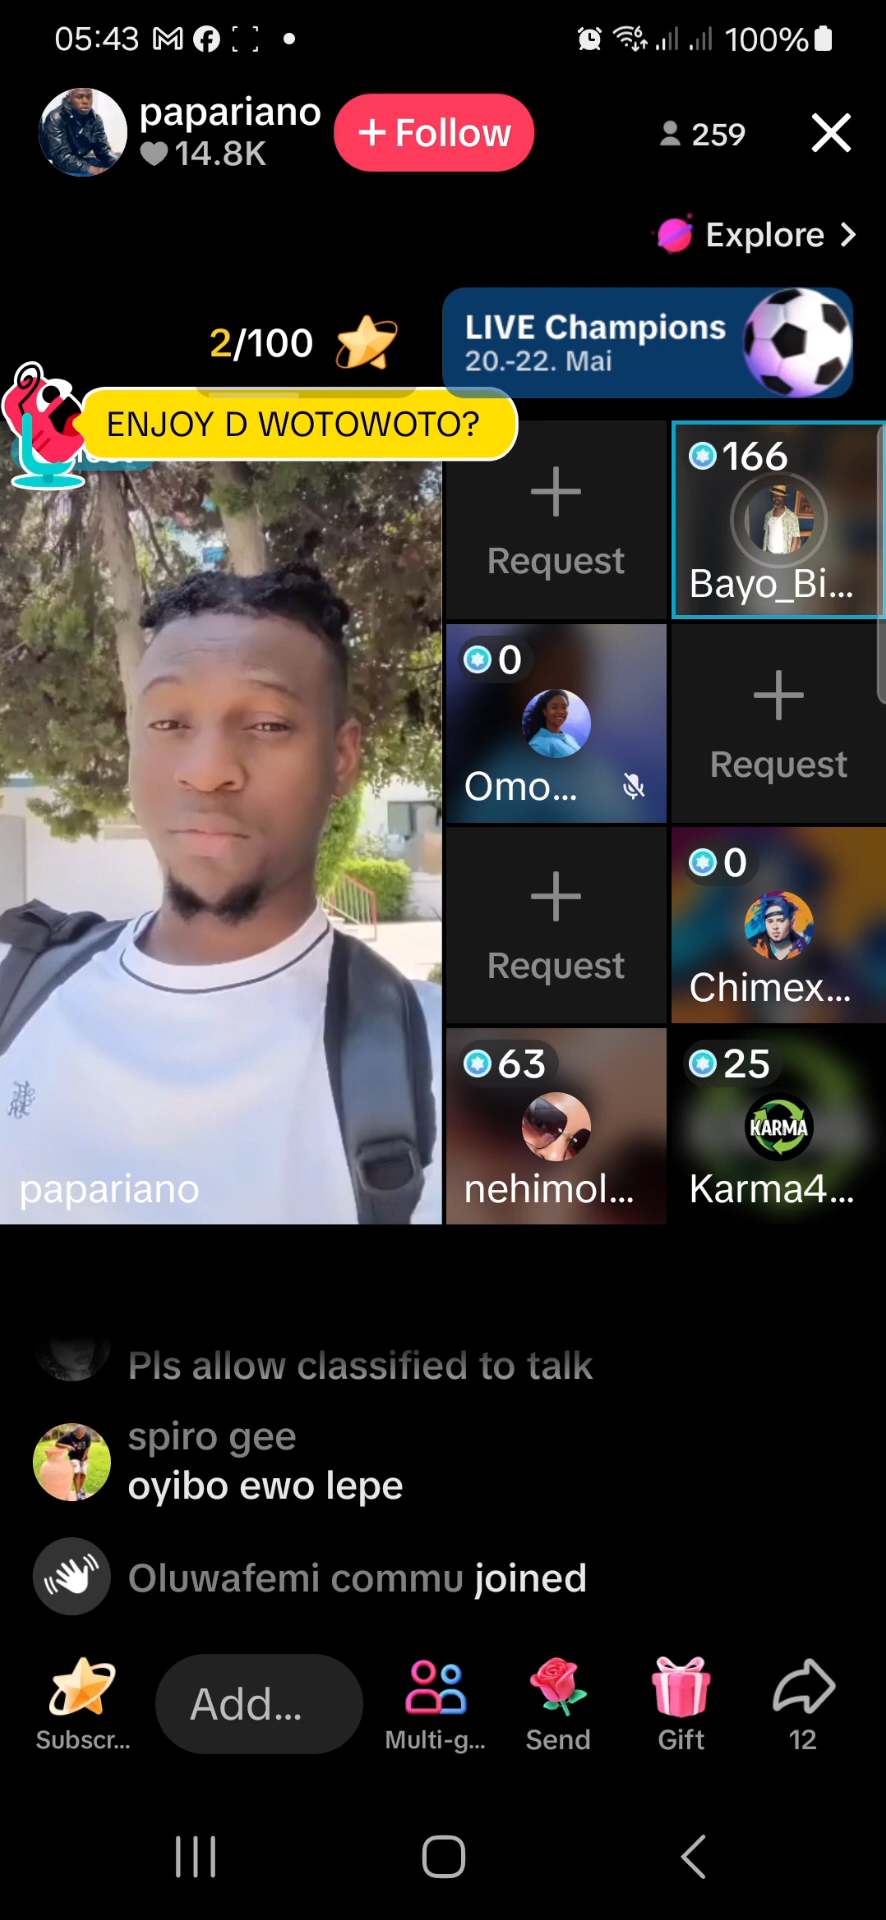 05:43
100%
papariano
14.8K
+ Follow
259
Explore
2/100
LIVE Champions
20.-22. Mai
ENJOY D WOTOWOTO?
+
Request
166
Bayo_Bi...
0
Omo...
+
Request
+
Request
0
Chimex...
63
nehimol...
25
KARMA
Karma4...
papariano
Pls allow classified to talk
spiro gee
oyibo ewo lepe
Oluwafemi commu joined
Subscr...
Add...
Multi-g...
Send
Gift
12